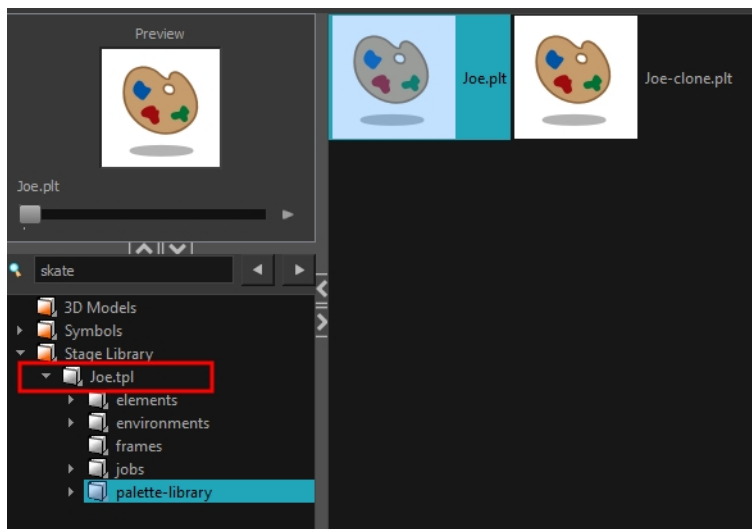 Preview
Joe.plt
skate
3D Models
Symbols
Stage Library
Joe.tpl
elements
environments
frames
jobs
palette-library
Joe.plt
Joe-clone.plt